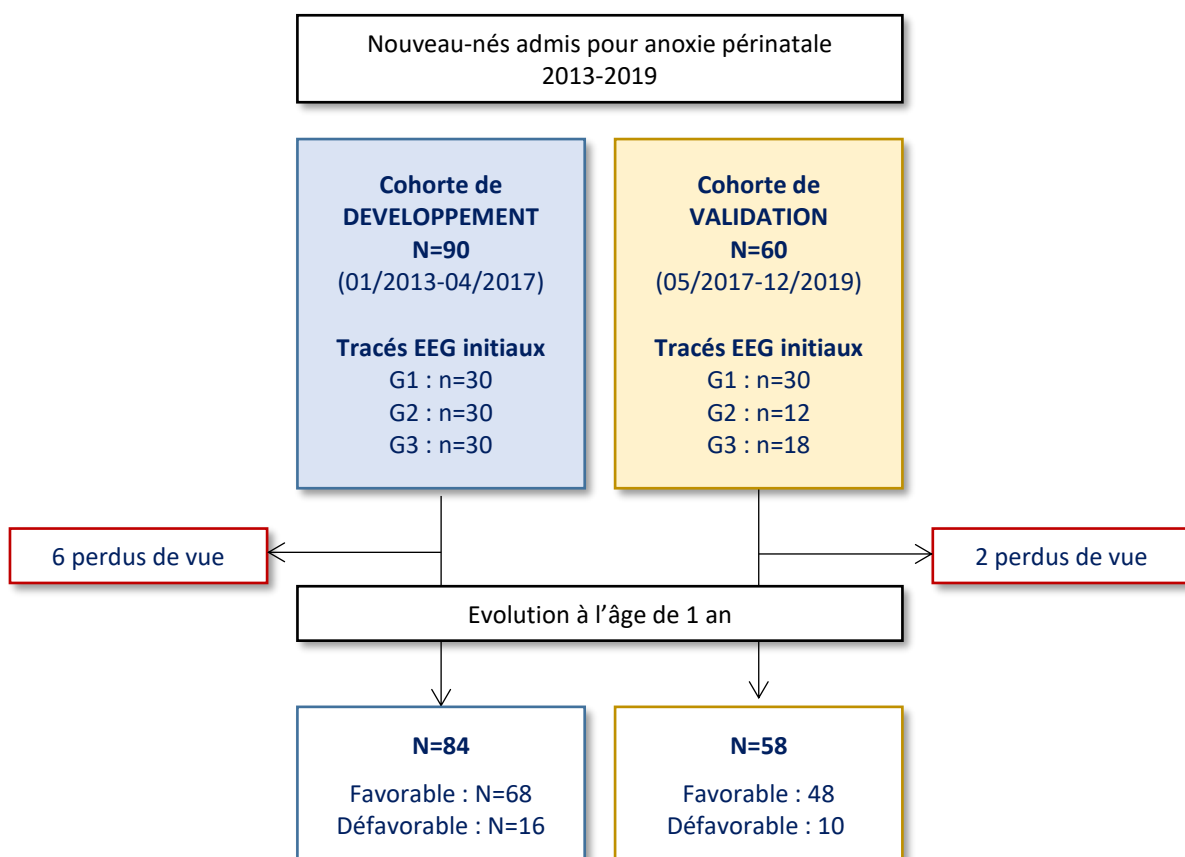 Nouveau-nés admis pour anoxie périnatale
2013-2019
Cohorte de
DEVELOPPEMENT
N=90
(01/2013-04/2017)
Tracés EEG initiaux
G1 : n=30
G2 : n=30
G3 : n=30
Cohorte de
VALIDATION
N=60
(05/2017-12/2019)
Tracés EEG initiaux
G1 : n=30
G2 : n=12
G3 : n=18
6 perdus de vue
2 perdus de vue
Evolution à l’âge de 1 an
N=84
Favorable : N=68
Défavorable : N=16
N=58
Favorable : 48
Défavorable : 10